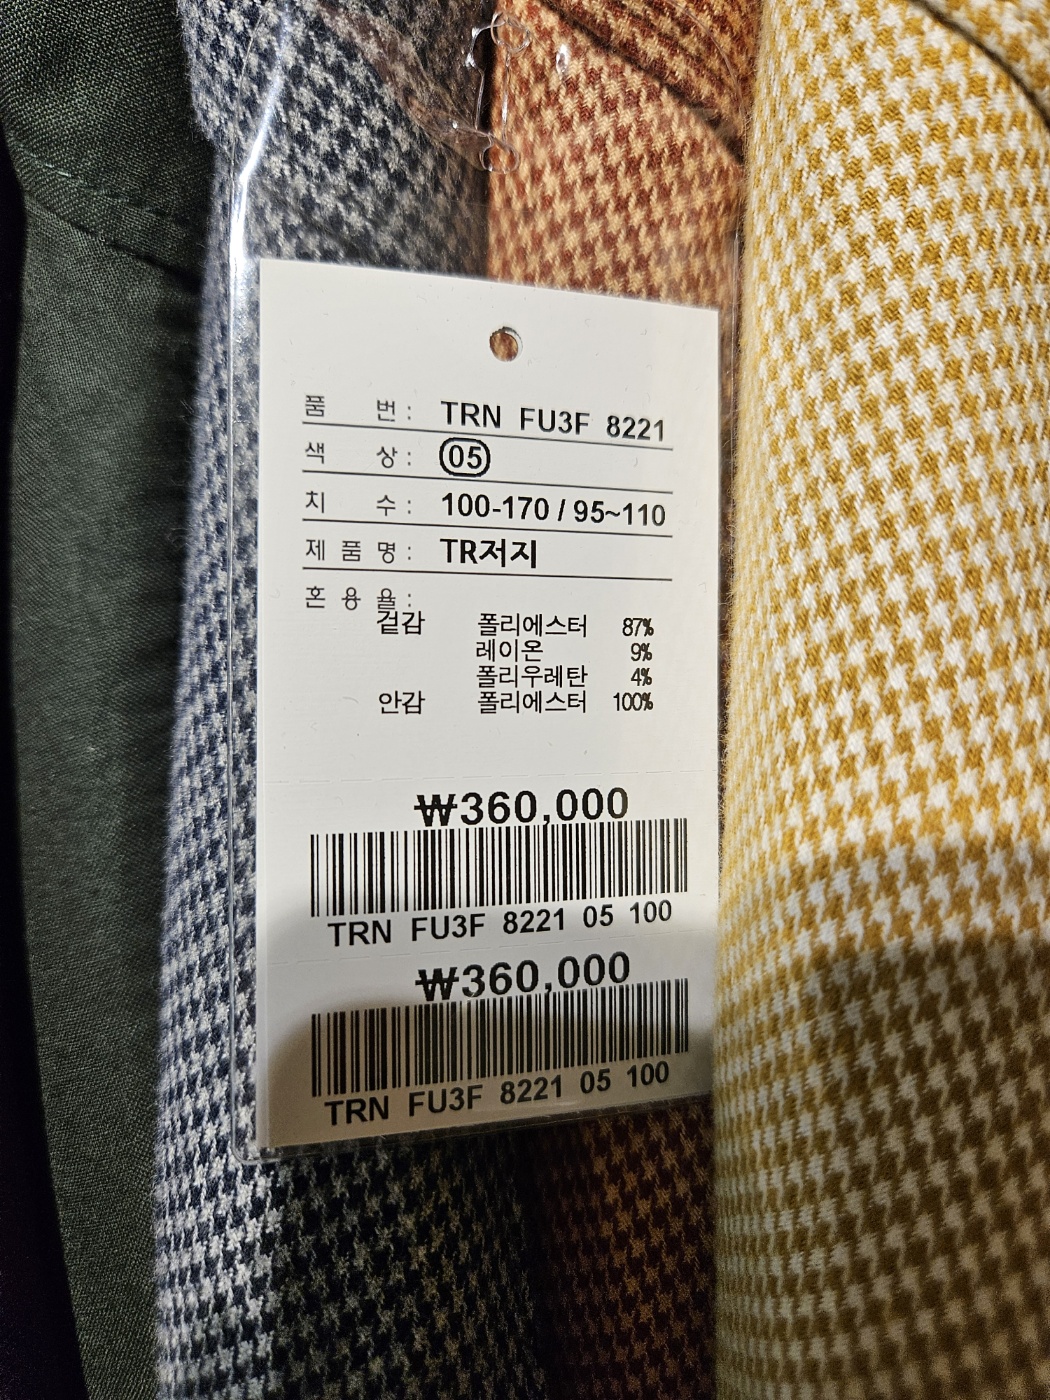 품 번 : TRN FU3F 8221
색 상 : 05
치 수 : 100-170 / 95~110
제 품 명 : TR저지
혼 용 율 :
겉감 폴리에스터 87%
레이온 9%
폴리우레탄 4%
안감 폴리에스터 100%
₩360,000
TRN FU3F 8221 05 100
₩360,000
TRN FU3F 8221 05 100